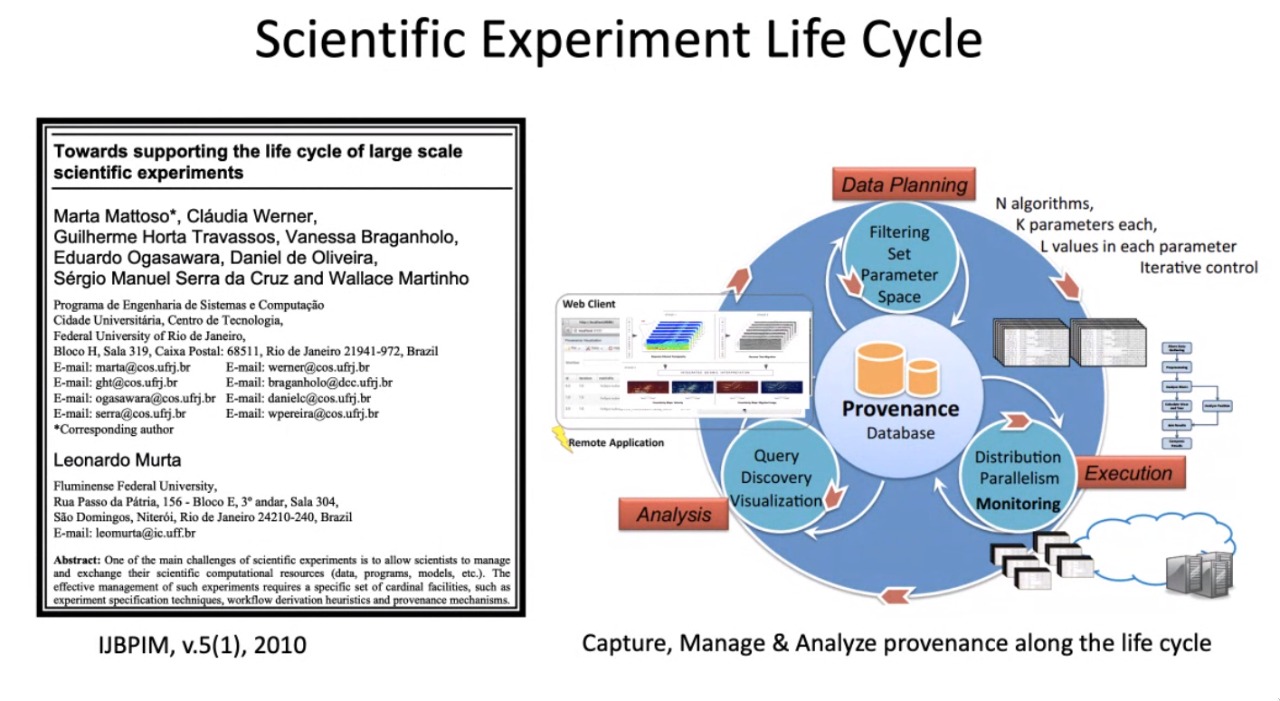 Scientific Experiment Life Cycle
Towards supporting the life cycle of large scale
scientific experiments
Marta Mattoso*, Cláudia Werner,
Guilherme Horta Travassos, Vanessa Braganholo,
Eduardo Ogasawara, Daniel de Oliveira,
Sérgio Manuel Serra da Cruz and Wallace Martinho
Programa de Engenharia de Sistemas e Computação
Cidade Universitária, Centro de Tecnologia,
Federal University of Rio de Janeiro,
Bloco H, Sala 319, Caixa Postal: 68511, Rio de Janeiro 21941-972, Brazil
E-mail: marta@cos.ufrj.br E-mail: werner@cos.ufrj.br
E-mail: ght@cos.ufrj.br E-mail: braganholo@dcc.ufrj.br
E-mail: ogasawara@cos.ufrj.br E-mail: danielc@cos.ufrj.br
E-mail: serra@cos.ufrj.br E-mail: wpereira@cos.ufrj.br
*Corresponding author
Leonardo Murta
Fluminense Federal University,
Rua Passo da Pátria, 156 - Bloco E, 3º andar, Sala 304,
São Domingos, Niterói, Rio de Janeiro 24210-240, Brazil
E-mail: leomurta@ic.uff.br
Abstract: One of the main challenges of scientific experiments is to allow scientists to manage
and exchange their scientific computational resources (data, programs, models, etc.). The
effective management of such experiments requires a specific set of cardinal facilities, such as
experiment specification techniques, workflow derivation heuristics and provenance mechanisms.
IJBPIM, v.5(1), 2010
Data Planning
N algorithms,
K parameters each,
L values in each parameter
Iterative control
Filtering
Set
Parameter
Space
Web Client
Remote Application
Provenance
Database
Query
Discovery
Visualization
Analysis
Distribution
Parallelism
Monitoring
Execution
Capture, Manage & Analyze provenance along the life cycle